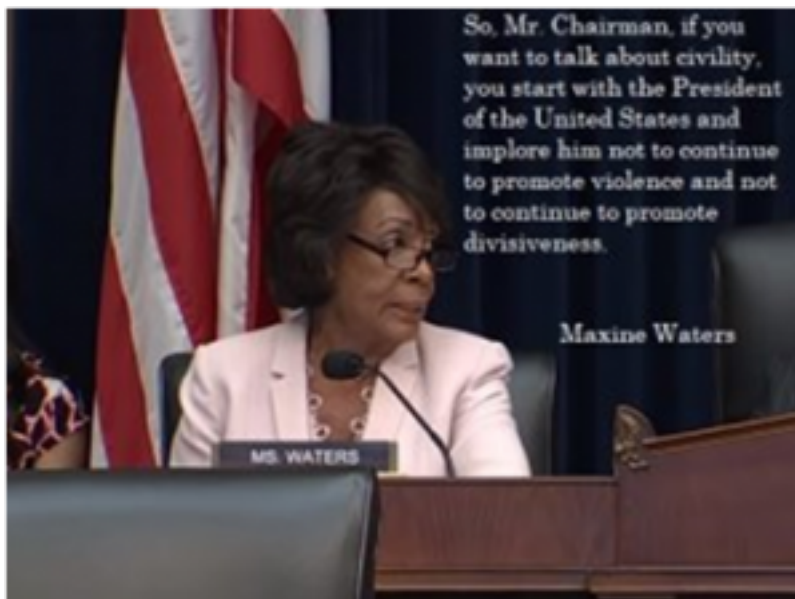 So, Mr. Chairman, if you
want to talk about civility,
you start with the President
of the United States and
implore him not to continue
to promote violence and not
to continue to promote
divisiveness.
Maxine Waters
MS. WATERS